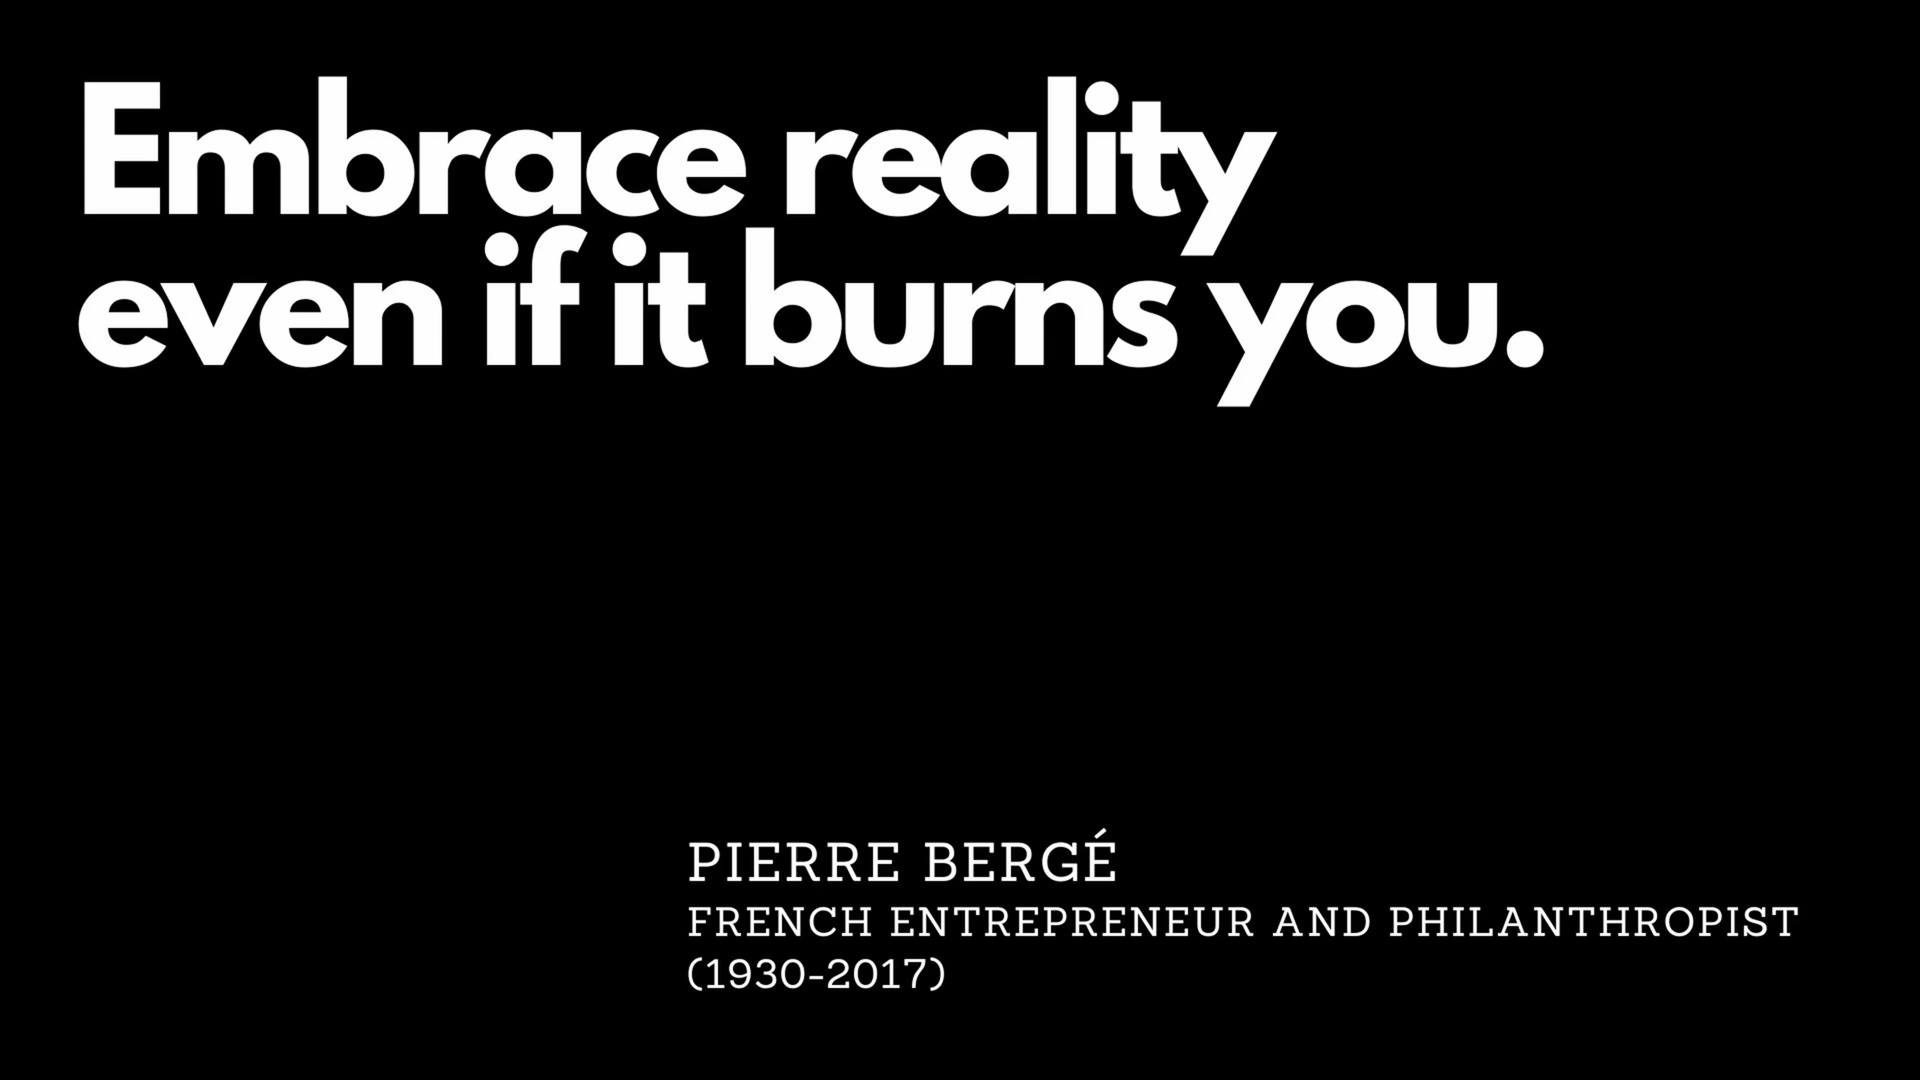 Embrace reality
even if it burns you.
PIERRE BERGÉ
FRENCH ENTREPRENEUR AND PHILANTHROPIST
(1930-2017)